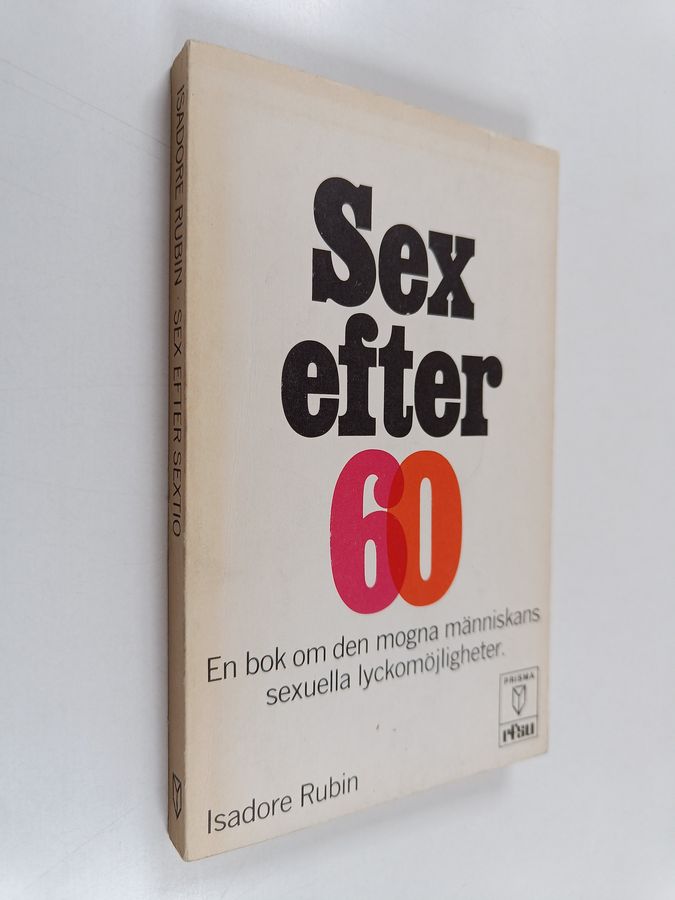 Sex
efter
60
En bok om den mogna människans
sexuella lyckomöjligheter.
PRISMA
rfsu
Isadore Rubin
ISADORE RUBIN · SEX EFTER SEXTIO